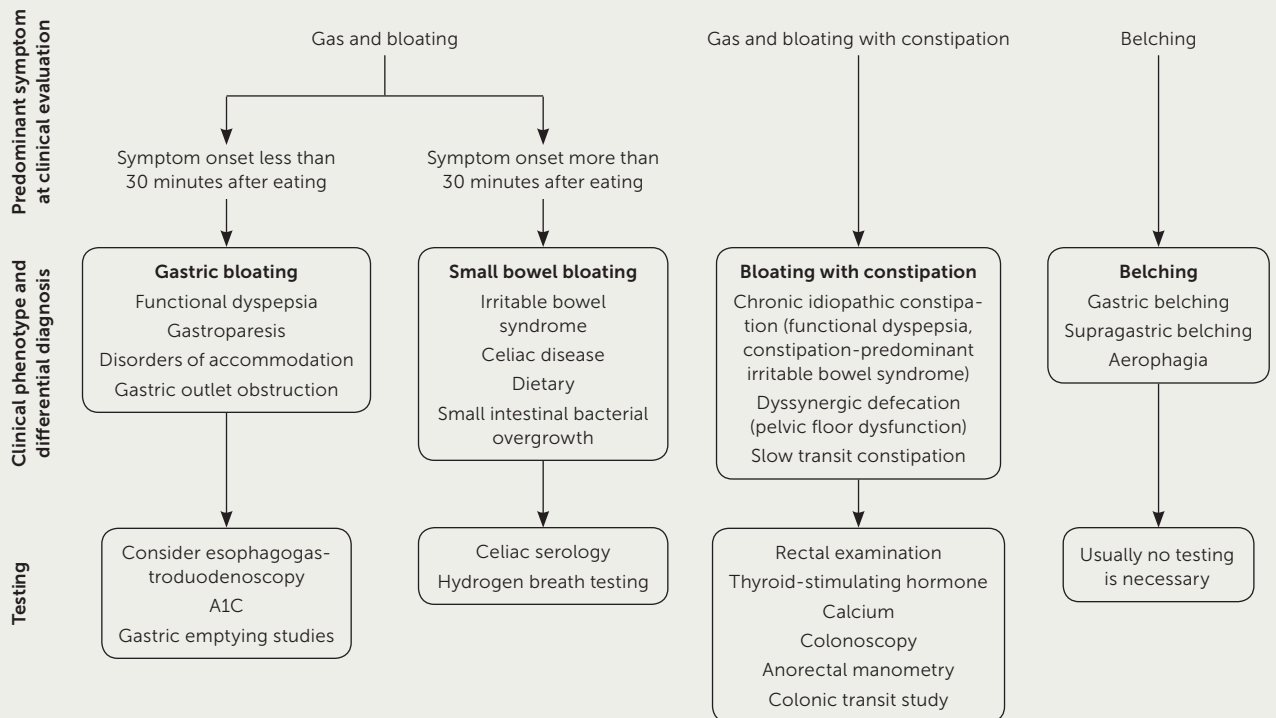 Predominant symptom
at clinical evaluation
Gas and bloating
Gas and bloating with constipation
Belching
Symptom onset less than
30 minutes after eating
Symptom onset more than
30 minutes after eating
Clinical phenotype and
differential diagnosis
Gastric bloating
Functional dyspepsia
Gastroparesis
Disorders of accommodation
Gastric outlet obstruction
Small bowel bloating
Irritable bowel
syndrome
Celiac disease
Dietary
Small intestinal bacterial
overgrowth
Bloating with constipation
Chronic idiopathic constipa-
tion (functional dyspepsia,
constipation-predominant
irritable bowel syndrome)
Dyssynergic defecation
(pelvic floor dysfunction)
Slow transit constipation
Belching
Gastric belching
Supragastric belching
Aerophagia
Testing
Consider esophagogas-
troduodenoscopy
A1C
Gastric emptying studies
Celiac serology
Hydrogen breath testing
Rectal examination
Thyroid-stimulating hormone
Calcium
Colonoscopy
Anorectal manometry
Colonic transit study
Usually no testing
is necessary